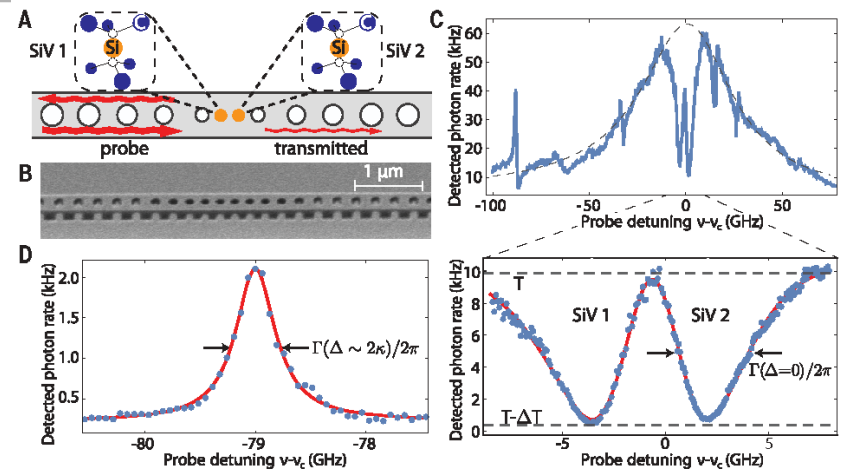 A
SiV 1
Si
Si
SiV 2
probe
transmitted
B
1 μm
C
Detected photon rate (kHz)
60
50
40
30
20
10
-100
-50
0
50
Probe detuning ν-νc (GHz)
D
Detected photon rate (kHz)
2.0
1.5
1.0
0.5
Γ(Δ ~ 2κ)/2π
-80
-79
-78
Probe detuning ν-νc (GHz)
Detected photon rate (kHz)
10
8
6
4
2
0
T
SiV 1
SiV 2
Γ(Δ=0)/2π
T-ΔT
-5
0
5
Probe detuning ν-νc (GHz)